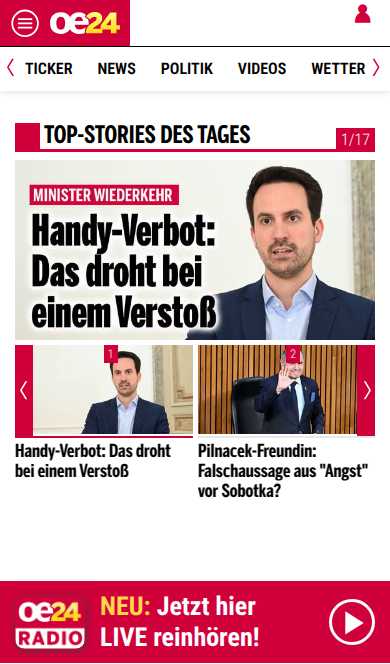 oe24
TICKER NEWS POLITIK VIDEOS WETTER
TOP-STORIES DES TAGES
1/17
MINISTER WIEDERKEHR
Handy-Verbot:
Das droht bei
einem Verstoß
1
2
Handy-Verbot: Das droht
bei einem Verstoß
Pilnacek-Freundin:
Falschaussage aus "Angst"
vor Sobotka?
oe24
RADIO
NEU: Jetzt hier
LIVE reinhören!